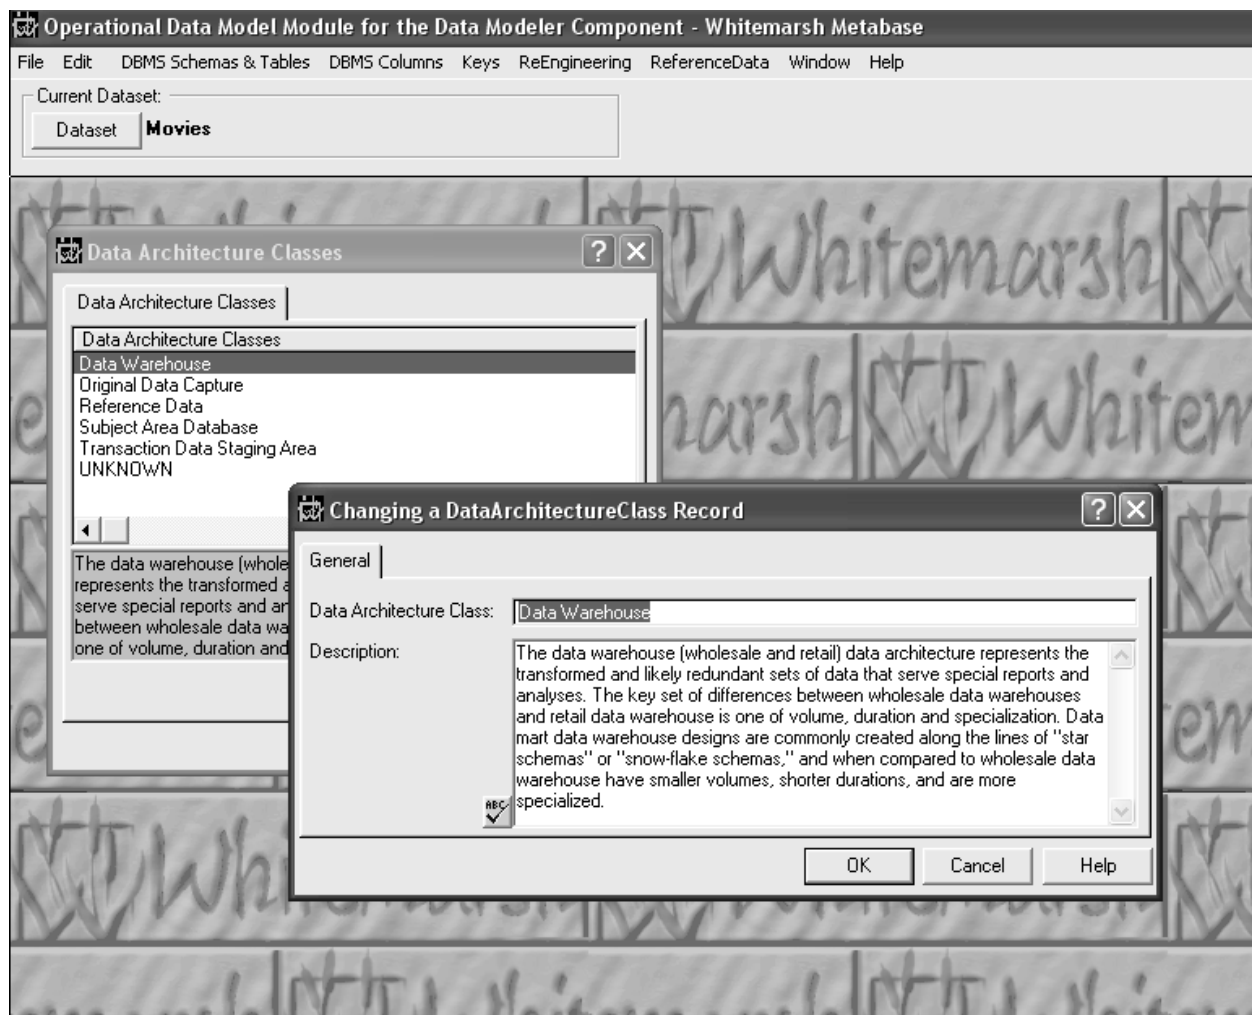 Operational Data Model Module for the Data Modeler Component - Whitemarsh Metabase
File Edit DBMS Schemas & Tables DBMS Columns Keys ReEngineering ReferenceData Window Help
Current Dataset:
Dataset Movies
Whitemarsh
Data Architecture Classes
Data Architecture Classes
Data Architecture Classes
Data Warehouse
Original Data Capture
Reference Data
Subject Area Database
Transaction Data Staging Area
UNKNOWN
The data warehouse (whole
represents the transformed a
serve special reports and an
between wholesale data wa
one of volume, duration and
Changing a DataArchitectureClass Record
General
Data Architecture Class: Data Warehouse
Description:
The data warehouse (wholesale and retail) data architecture represents the
transformed and likely redundant sets of data that serve special reports and
analyses. The key set of differences between wholesale data warehouses
and retail data warehouse is one of volume, duration and specialization. Data
mart data warehouse designs are commonly created along the lines of "star
schemas" or "snow-flake schemas," and when compared to wholesale data
warehouse have smaller volumes, shorter durations, and are more
specialized.
ABC
OK Cancel Help